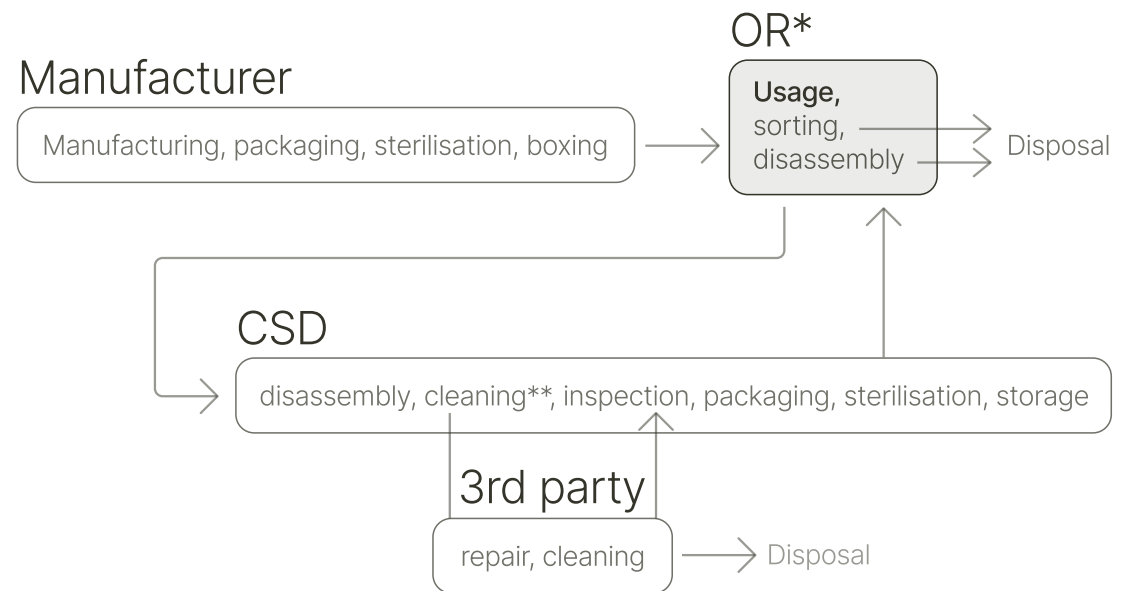 OR*
Manufacturer
Usage,
Manufacturing, packaging, sterilisation, boxing
sorting,
disassembly
Disposal
CSD
disassembly, cleaning**, inspection, packaging, sterilisation, storage
3rd party
repair, cleaning
Disposal